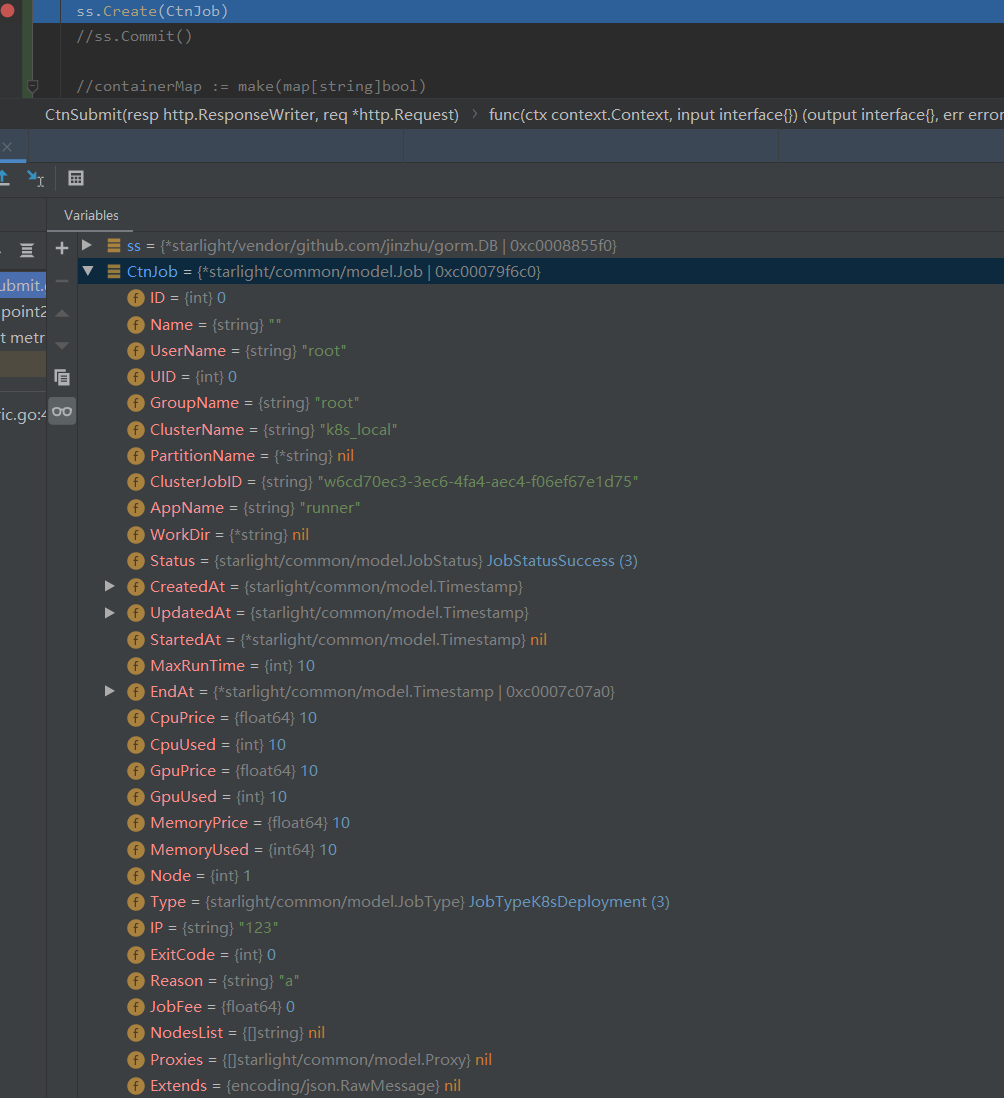 ss.Create(CtnJob)
//ss.Commit()
//containerMap := make(map[string]bool)
CtnSubmit(resp http.ResponseWriter, req *http.Request) › func(ctx context.Context, input interface{}) (output interface{}, err error
Variables
ss = {*starlight/vendor/github.com/jinzhu/gorm.DB | 0xc0008855f0}
CtnJob = {*starlight/common/model.Job | 0xc00079f6c0}
ubmit.
f ID = {int} 0
point2
f Name = {string} ""
t metr
f UserName = {string} "root"
f UID = {int} 0
f GroupName = {string} "root"
ric.go:4
f ClusterName = {string} "k8s_local"
f PartitionName = {*string} nil
f ClusterJobID = {string} "w6cd70ec3-3ec6-4fa4-aec4-f06ef67e1d75"
f AppName = {string} "runner"
f WorkDir = {*string} nil
f Status = {starlight/common/model.JobStatus} JobStatusSuccess (3)
f CreatedAt = {starlight/common/model.Timestamp}
f UpdatedAt = {starlight/common/model.Timestamp}
f StartedAt = {*starlight/common/model.Timestamp} nil
f MaxRunTime = {int} 10
f EndAt = {*starlight/common/model.Timestamp | 0xc0007c07a0}
f CpuPrice = {float64} 10
f CpuUsed = {int} 10
f GpuPrice = {float64} 10
f GpuUsed = {int} 10
f MemoryPrice = {float64} 10
f MemoryUsed = {int64} 10
f Node = {int} 1
f Type = {starlight/common/model.JobType} JobTypeK8sDeployment (3)
f IP = {string} "123"
f ExitCode = {int} 0
f Reason = {string} "a"
f JobFee = {float64} 0
f NodesList = {[]string} nil
f Proxies = {[]starlight/common/model.Proxy} nil
f Extends = {encoding/json.RawMessage} nil